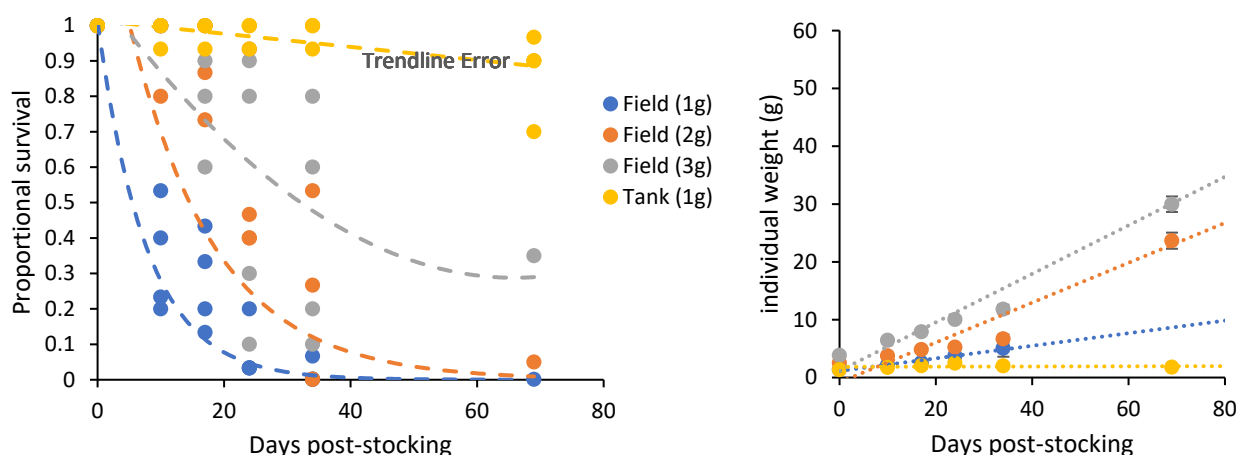 Proportional survival
1
0.9
0.8
0.7
0.6
0.5
0.4
0.3
0.2
0.1
0
0 20 40 60 80
Days post-stocking
Trendline Error
Field (1g)
Field (2g)
Field (3g)
Tank (1g)
individual weight (g)
60
50
40
30
20
10
0
0 20 40 60 80
Days post-stocking